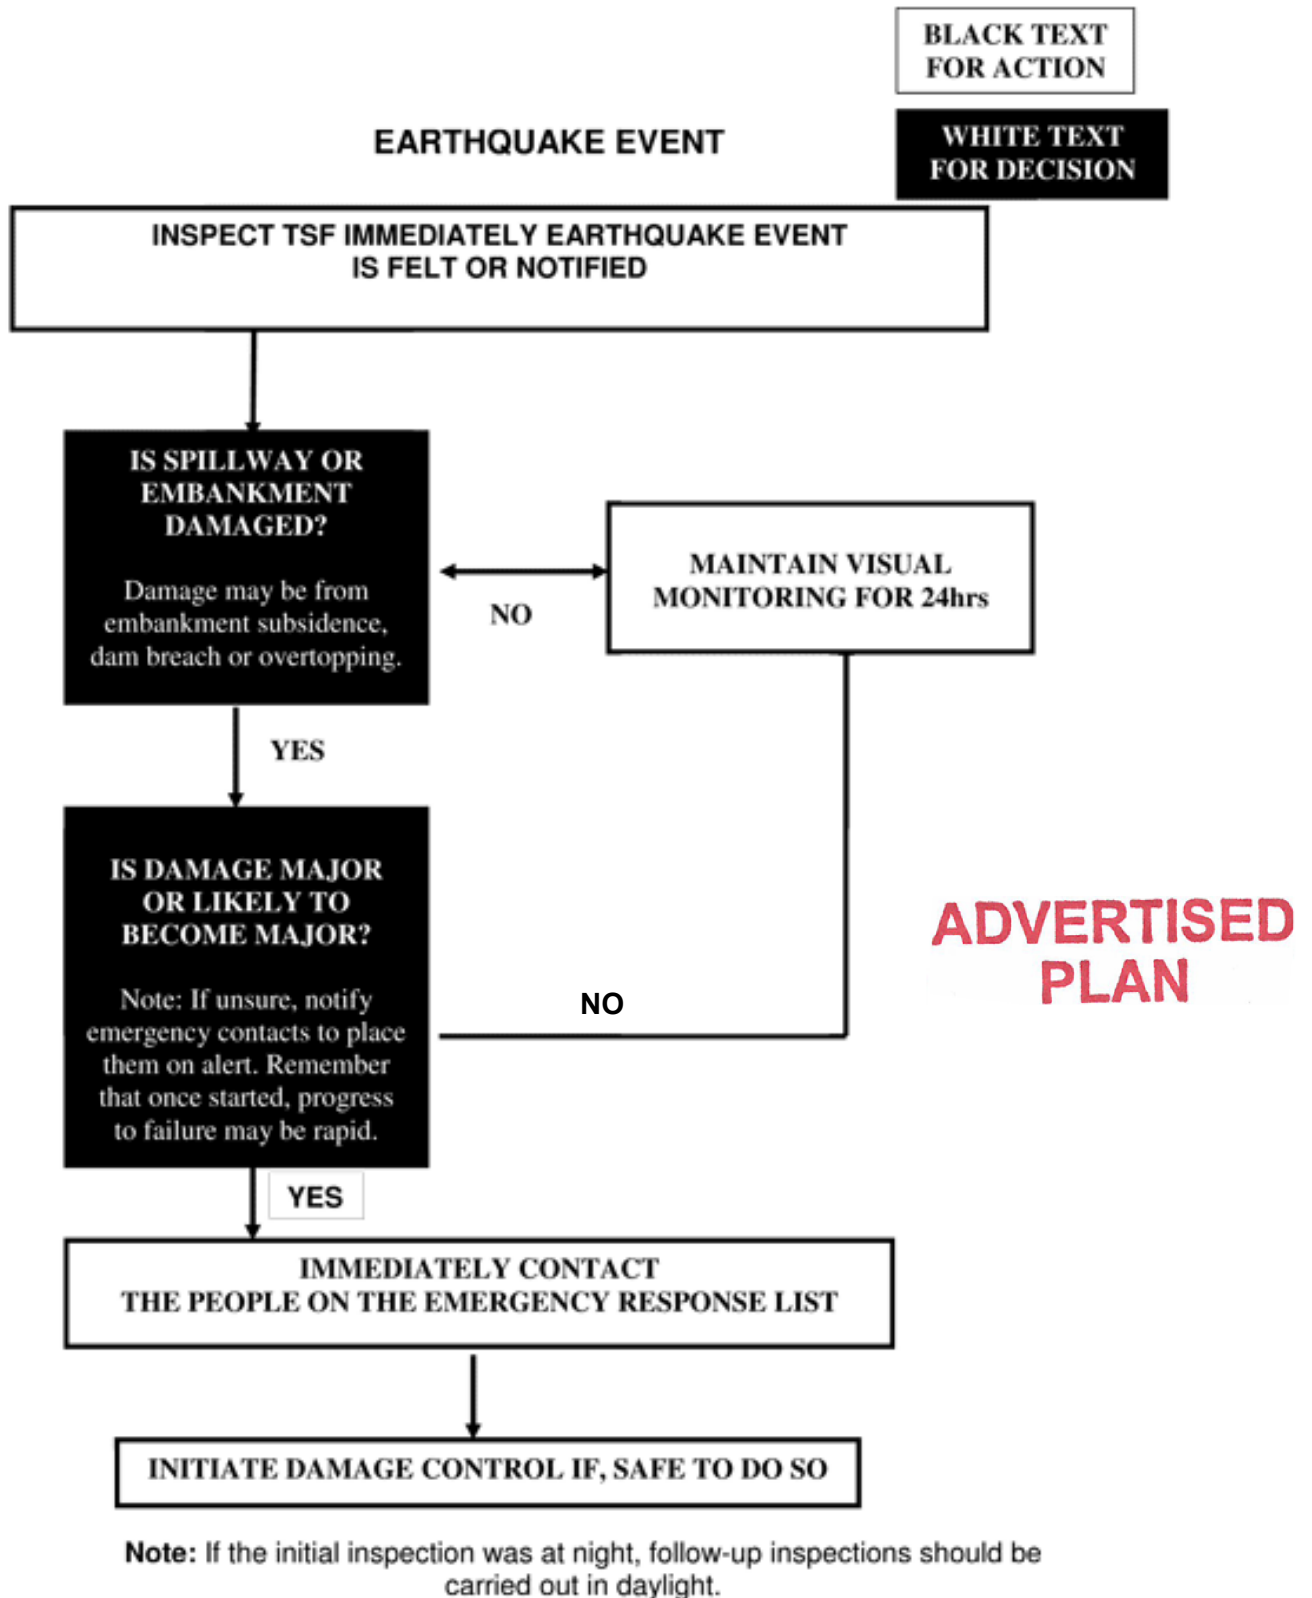 BLACK TEXT
FOR ACTION
WHITE TEXT
FOR DECISION
EARTHQUAKE EVENT
INSPECT TSF IMMEDIATELY EARTHQUAKE EVENT
IS FELT OR NOTIFIED
IS SPILLWAY OR
EMBANKMENT
DAMAGED?
Damage may be from
embankment subsidence,
dam breach or overtopping.
NO
MAINTAIN VISUAL
MONITORING FOR 24hrs
YES
IS DAMAGE MAJOR
OR LIKELY TO
BECOME MAJOR?
Note: If unsure, notify
emergency contacts to place
them on alert. Remember
that once started, progress
to failure may be rapid.
NO
ADVERTISED
PLAN
YES
IMMEDIATELY CONTACT
THE PEOPLE ON THE EMERGENCY RESPONSE LIST
INITIATE DAMAGE CONTROL IF, SAFE TO DO SO
Note: If the initial inspection was at night, follow-up inspections should be
carried out in daylight.